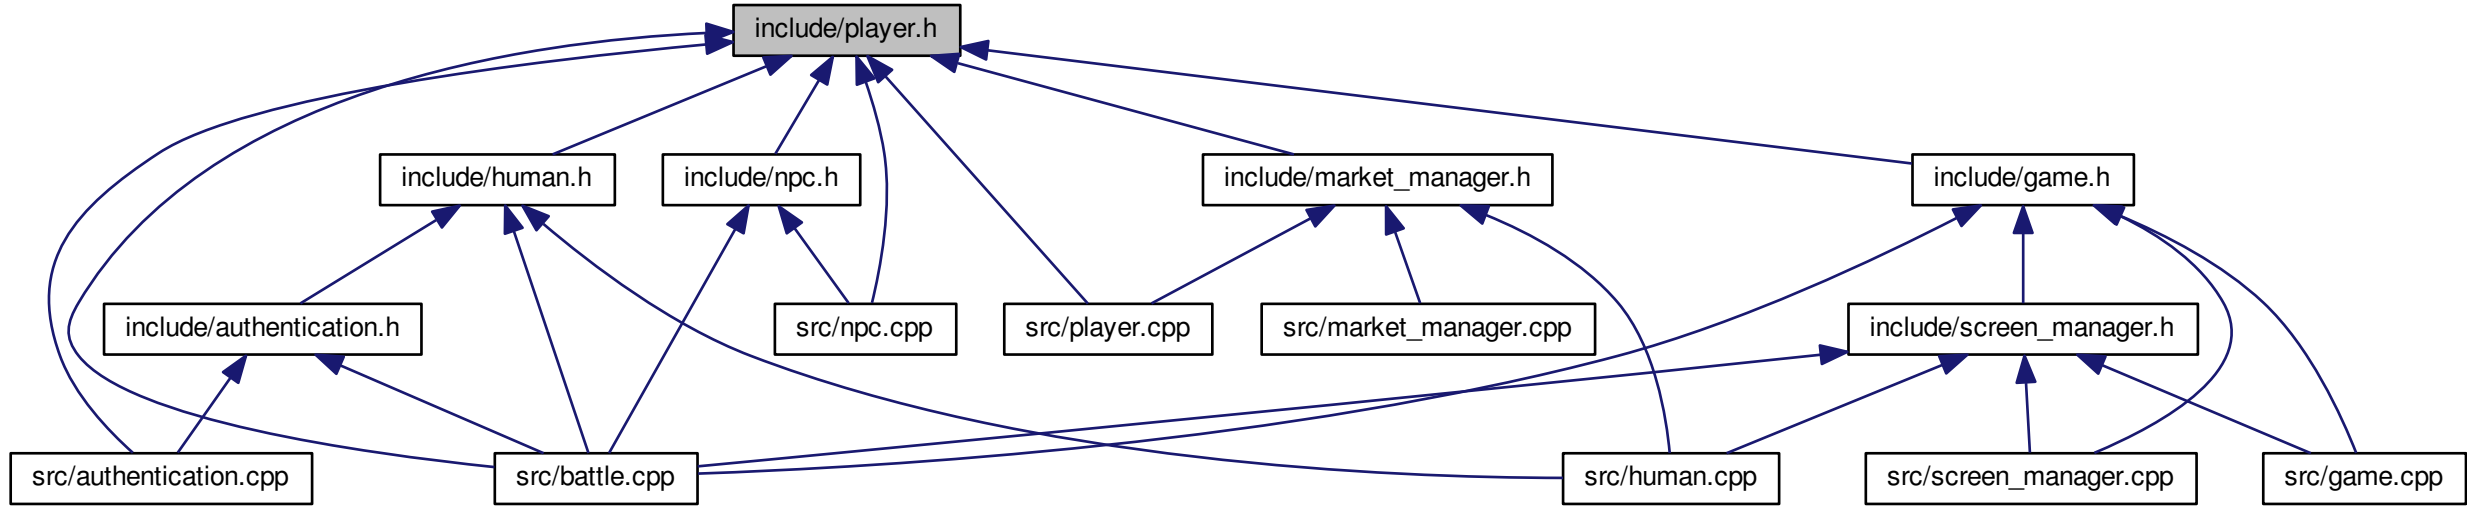 include/player.h
include/human.h
include/npc.h
include/market_manager.h
include/game.h
include/authentication.h
src/npc.cpp
src/player.cpp
src/market_manager.cpp
include/screen_manager.h
src/authentication.cpp
src/battle.cpp
src/human.cpp
src/screen_manager.cpp
src/game.cpp